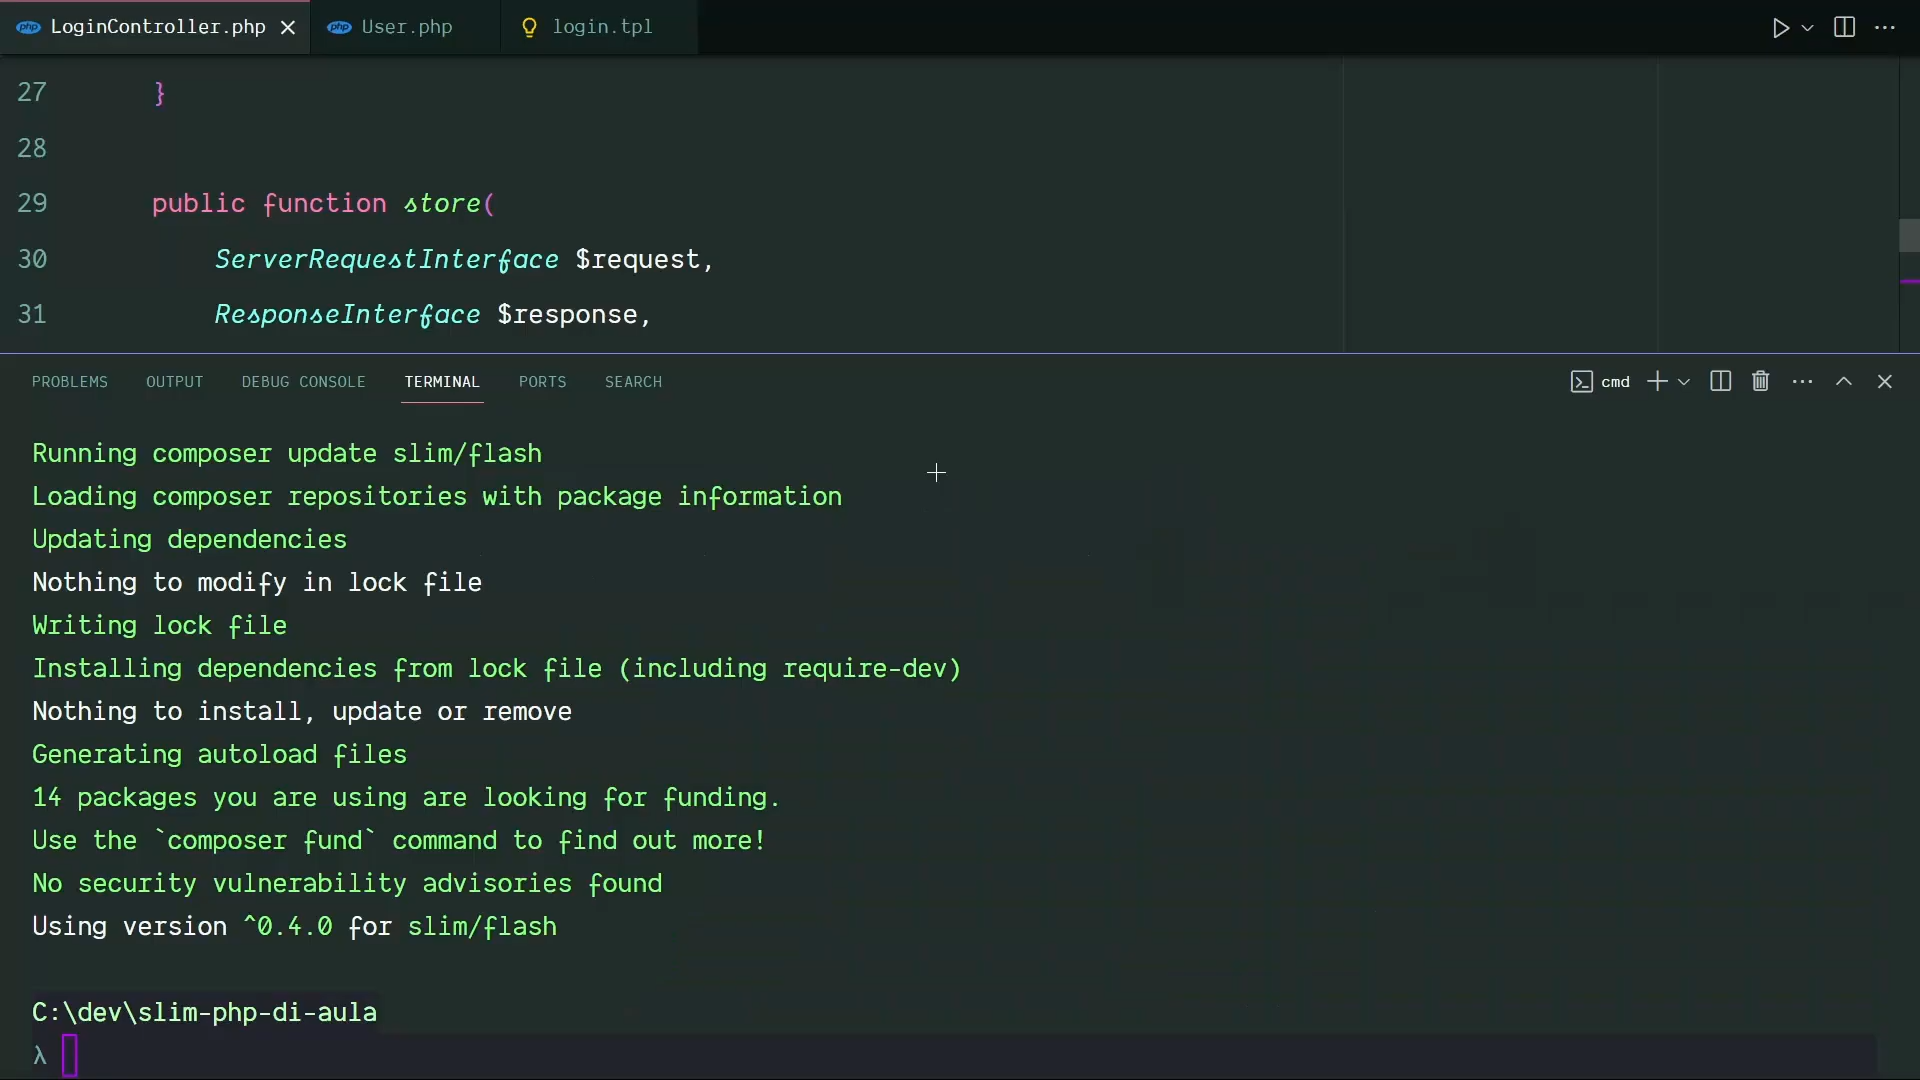 LoginController.php User.php login.tpl
27 }
28
29 public function store(
30 ServerRequestInterface $request,
31 ResponseInterface $response,
PROBLEMS OUTPUT DEBUG CONSOLE TERMINAL PORTS SEARCH cmd
Running composer update slim/flash
Loading composer repositories with package information
Updating dependencies
Nothing to modify in lock file
Writing lock file
Installing dependencies from lock file (including require-dev)
Nothing to install, update or remove
Generating autoload files
14 packages you are using are looking for funding.
Use the `composer fund` command to find out more!
No security vulnerability advisories found
Using version ^0.4.0 for slim/flash
C:\dev\slim-php-di-aula
λ